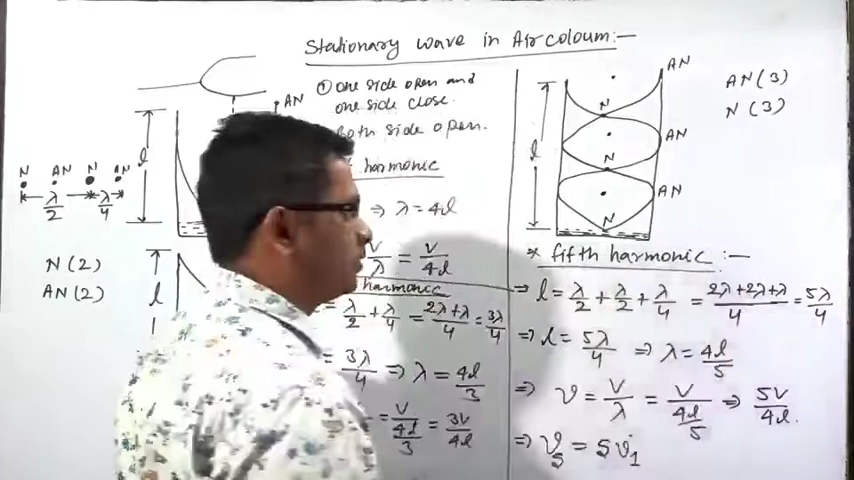 Stationary wave in Air coloum:—
① One side open and
one side close.
Both side open.
AN
l
N AN N AN
λ/2 λ/4
N(2)
AN(2)
l
harmonic
⇒ λ = 4l
V/λ = V/4l
harmonic
= λ/2 + λ/4 = 2λ+λ/4 = 3λ/4
= 3λ/4 ⇒ λ = 4l/3
= V/(4l/3) = 3V/4l
AN
AN(3)
N(3)
N
AN
l
N
AN
N
* fifth harmonic :—
⇒ l = λ/2 + λ/2 + λ/4 = 2λ+2λ+λ/4 = 5λ/4
⇒ l = 5λ/4 ⇒ λ = 4l/5
⇒ ν = V/λ = V/(4l/5) ⇒ 5V/4l.
⇒ ν₅ = 5ν₁